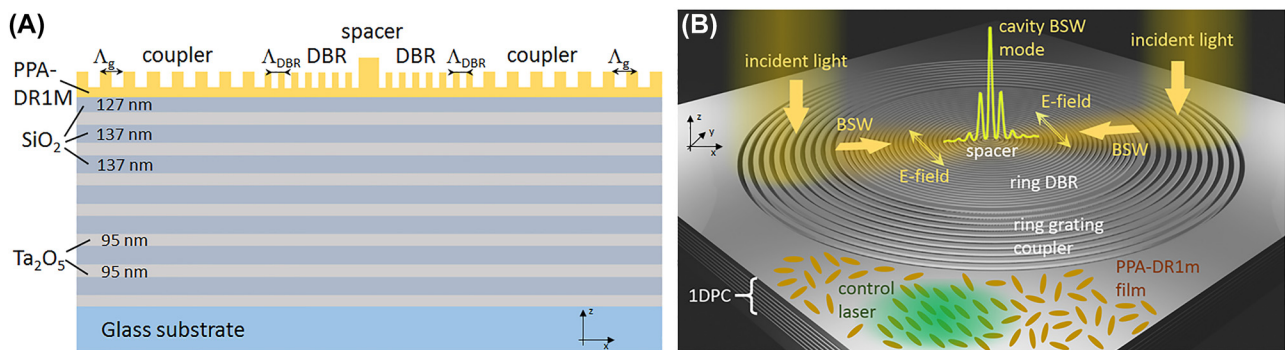 (A)
spacer
Λg
coupler
ΛDBR
DBR
DBR
ΛDBR
coupler
Λg
PPA-
DR1M
127 nm
SiO2
137 nm
137 nm
Ta2O5
95 nm
95 nm
Glass substrate
z
x
(B)
cavity BSW
mode
incident light
incident light
E-field
z
y
x
BSW
BSW
spacer
E-field
ring DBR
ring grating
coupler
1DPC
control
laser
PPA-DR1m
film